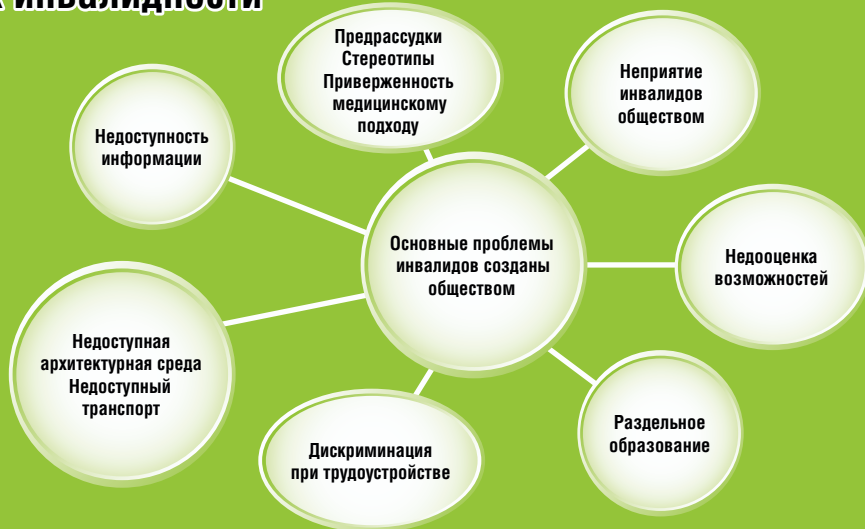 к инвалидности
Предрассудки
Стереотипы
Приверженность
медицинскому
подходу
Неприятие
инвалидов
обществом
Недоступность
информации
Основные проблемы
инвалидов созданы
обществом
Недооценка
возможностей
Недоступная
архитектурная среда
Недоступный
транспорт
Раздельное
образование
Дискриминация
при трудоустройстве